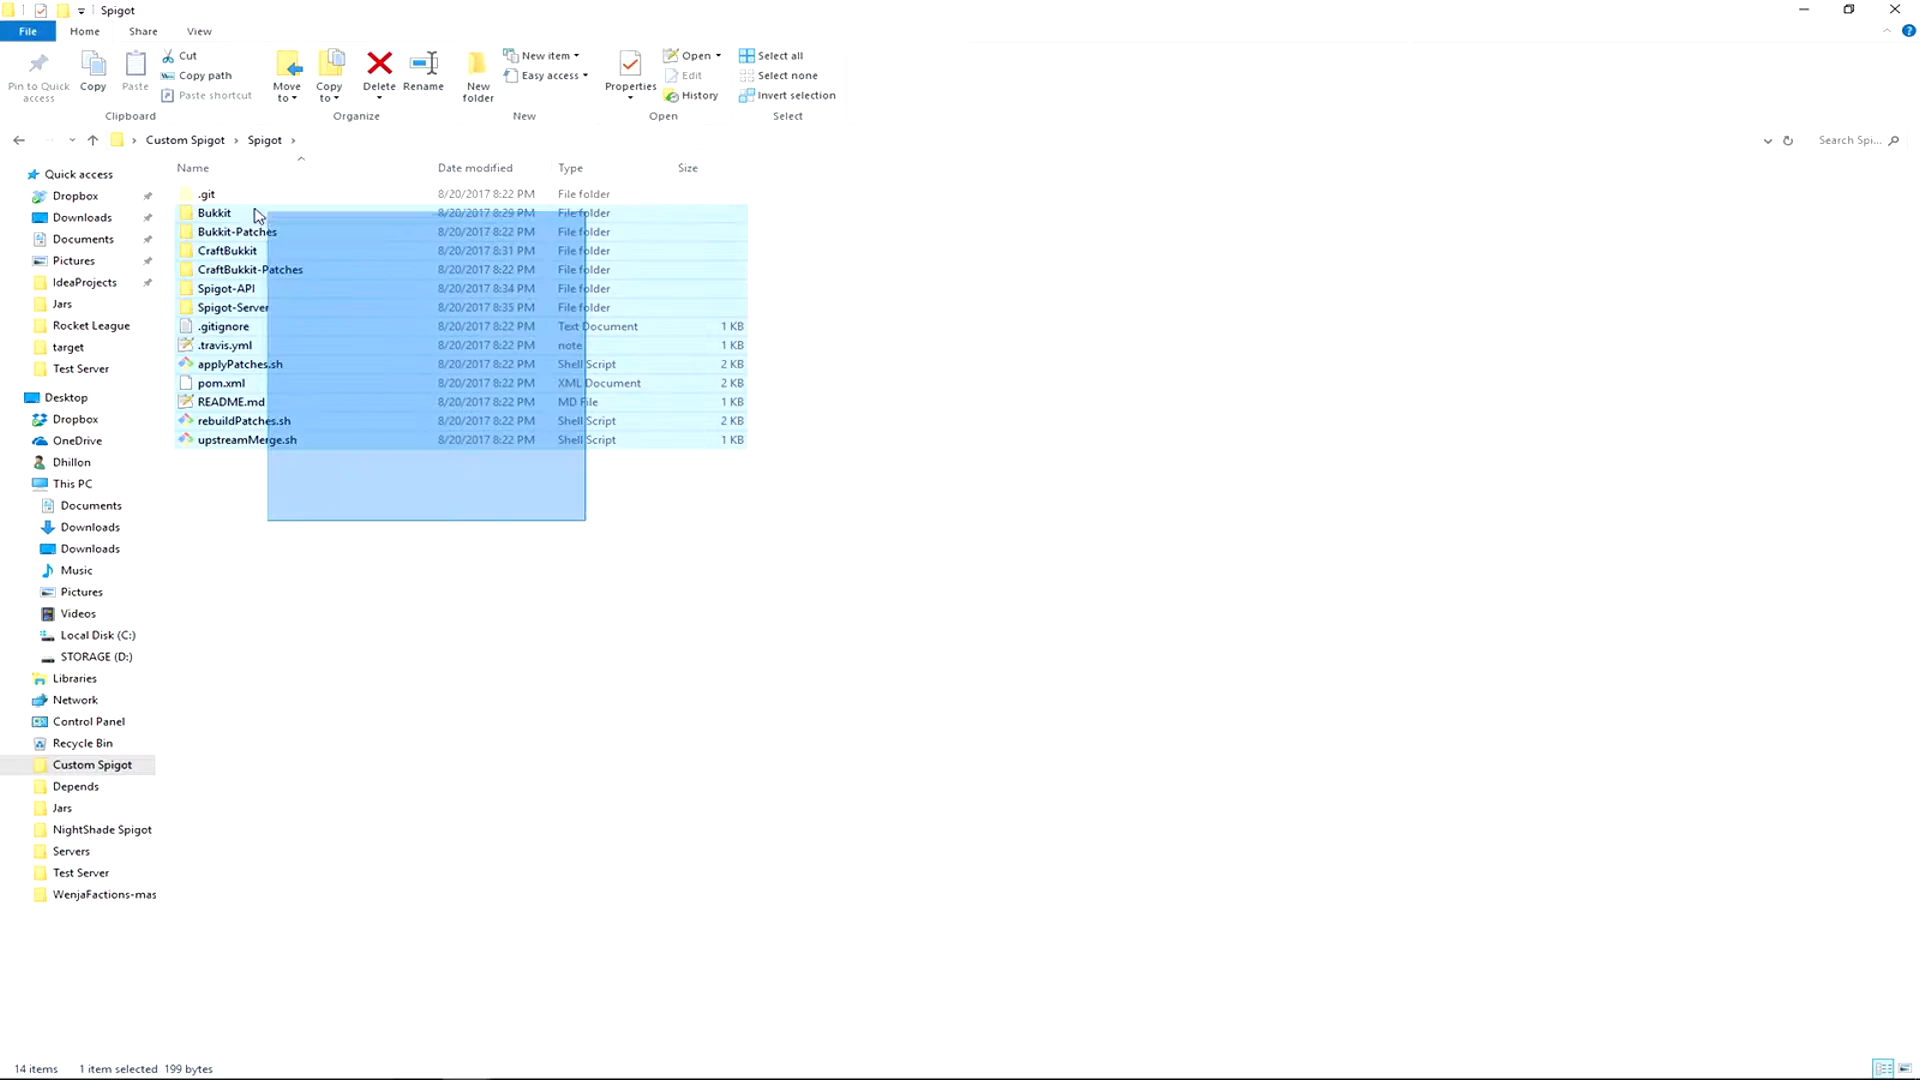 Spigot
File Home Share View
Pin to Quick access Copy Paste Cut Copy path Paste shortcut Move to Copy to Delete Rename New folder New item Easy access Properties Open Edit History Select all Select none Invert selection
Clipboard Organize New Open Select
Custom Spigot Spigot Search Spi...
Name Date modified Type Size
.git 8/20/2017 8:22 PM File folder
Bukkit 8/20/2017 8:29 PM File folder
Bukkit-Patches 8/20/2017 8:22 PM File folder
CraftBukkit 8/20/2017 8:31 PM File folder
CraftBukkit-Patches 8/20/2017 8:22 PM File folder
Spigot-API 8/20/2017 8:34 PM File folder
Spigot-Server 8/20/2017 8:35 PM File folder
.gitignore 8/20/2017 8:22 PM Text Document 1 KB
.travis.yml 8/20/2017 8:22 PM note 1 KB
applyPatches.sh 8/20/2017 8:22 PM Shell Script 2 KB
pom.xml 8/20/2017 8:22 PM XML Document 2 KB
README.md 8/20/2017 8:22 PM MD File 1 KB
rebuildPatches.sh 8/20/2017 8:22 PM Shell Script 2 KB
upstreamMerge.sh 8/20/2017 8:22 PM Shell Script 1 KB
Quick access
Dropbox
Downloads
Documents
Pictures
IdeaProjects
Jars
Rocket League
target
Test Server
Desktop
Dropbox
OneDrive
Dhillon
This PC
Documents
Downloads
Downloads
Music
Pictures
Videos
Local Disk (C:)
STORAGE (D:)
Libraries
Network
Control Panel
Recycle Bin
Custom Spigot
Depends
Jars
NightShade Spigot
Servers
Test Server
WenjaFactions-mas
14 items 1 item selected 199 bytes